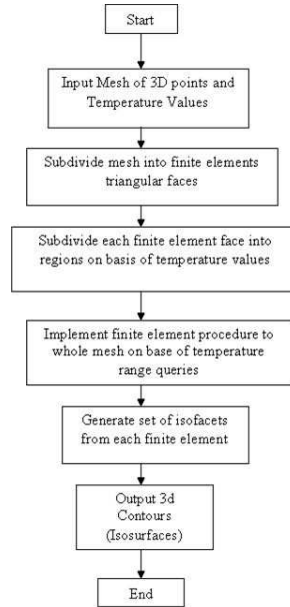 Start
Input Mesh of 3D points and
Temperature Values
Subdivide mesh into finite elements
triangular faces
Subdivide each finite element face into
regions on basis of temperature values
Implement finite element procedure to
whole mesh on base of temperature
range queries
Generate set of isofacets
from each finite element
Output 3d
Contours
(Isosurfaces)
End